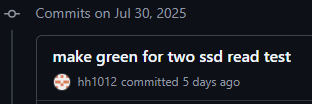 Commits on Jul 30, 2025
make green for two ssd read test
hh1012 committed 5 days ago